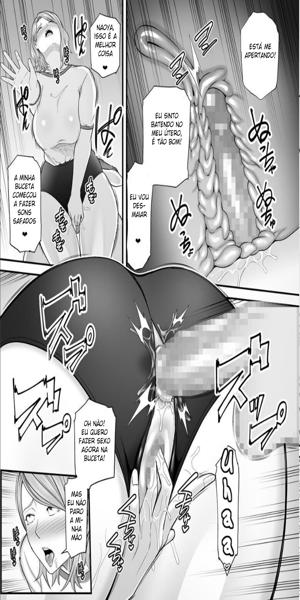 NAOYA,
ISSO É A
MELHOR
COISA
♥
ESTÁ ME
APERTANDO!
EU SINTO
BATENDO NO
MEU ÚTERO,
É TÃO BOM!
A MINHA
BUCETA
COMEÇOU
A FAZER
SONS
SAFADOS
♥
EU VOU
DES-
MAIAR
OH NÃO!
EU QUERO
FAZER SEXO
AGORA NA
BUCETA!
MAS
EU NÃO
PARO A
MINHA
MÃO
Uhaa
♥